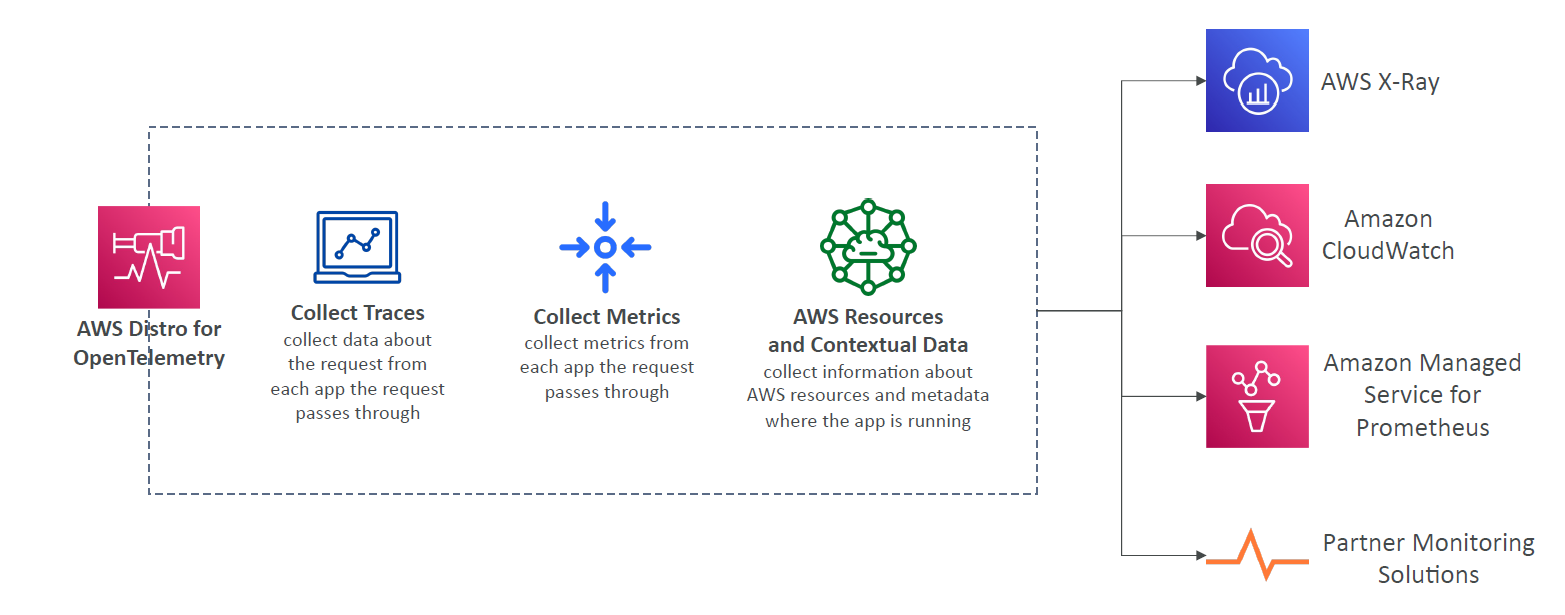 AWS Distro for
OpenTelemetry
Collect Traces
collect data about
the request from
each app the request
passes through
Collect Metrics
collect metrics from
each app the request
passes through
AWS Resources
and Contextual Data
collect information about
AWS resources and metadata
where the app is running
AWS X-Ray
Amazon
CloudWatch
Amazon Managed
Service for
Prometheus
Partner Monitoring
Solutions